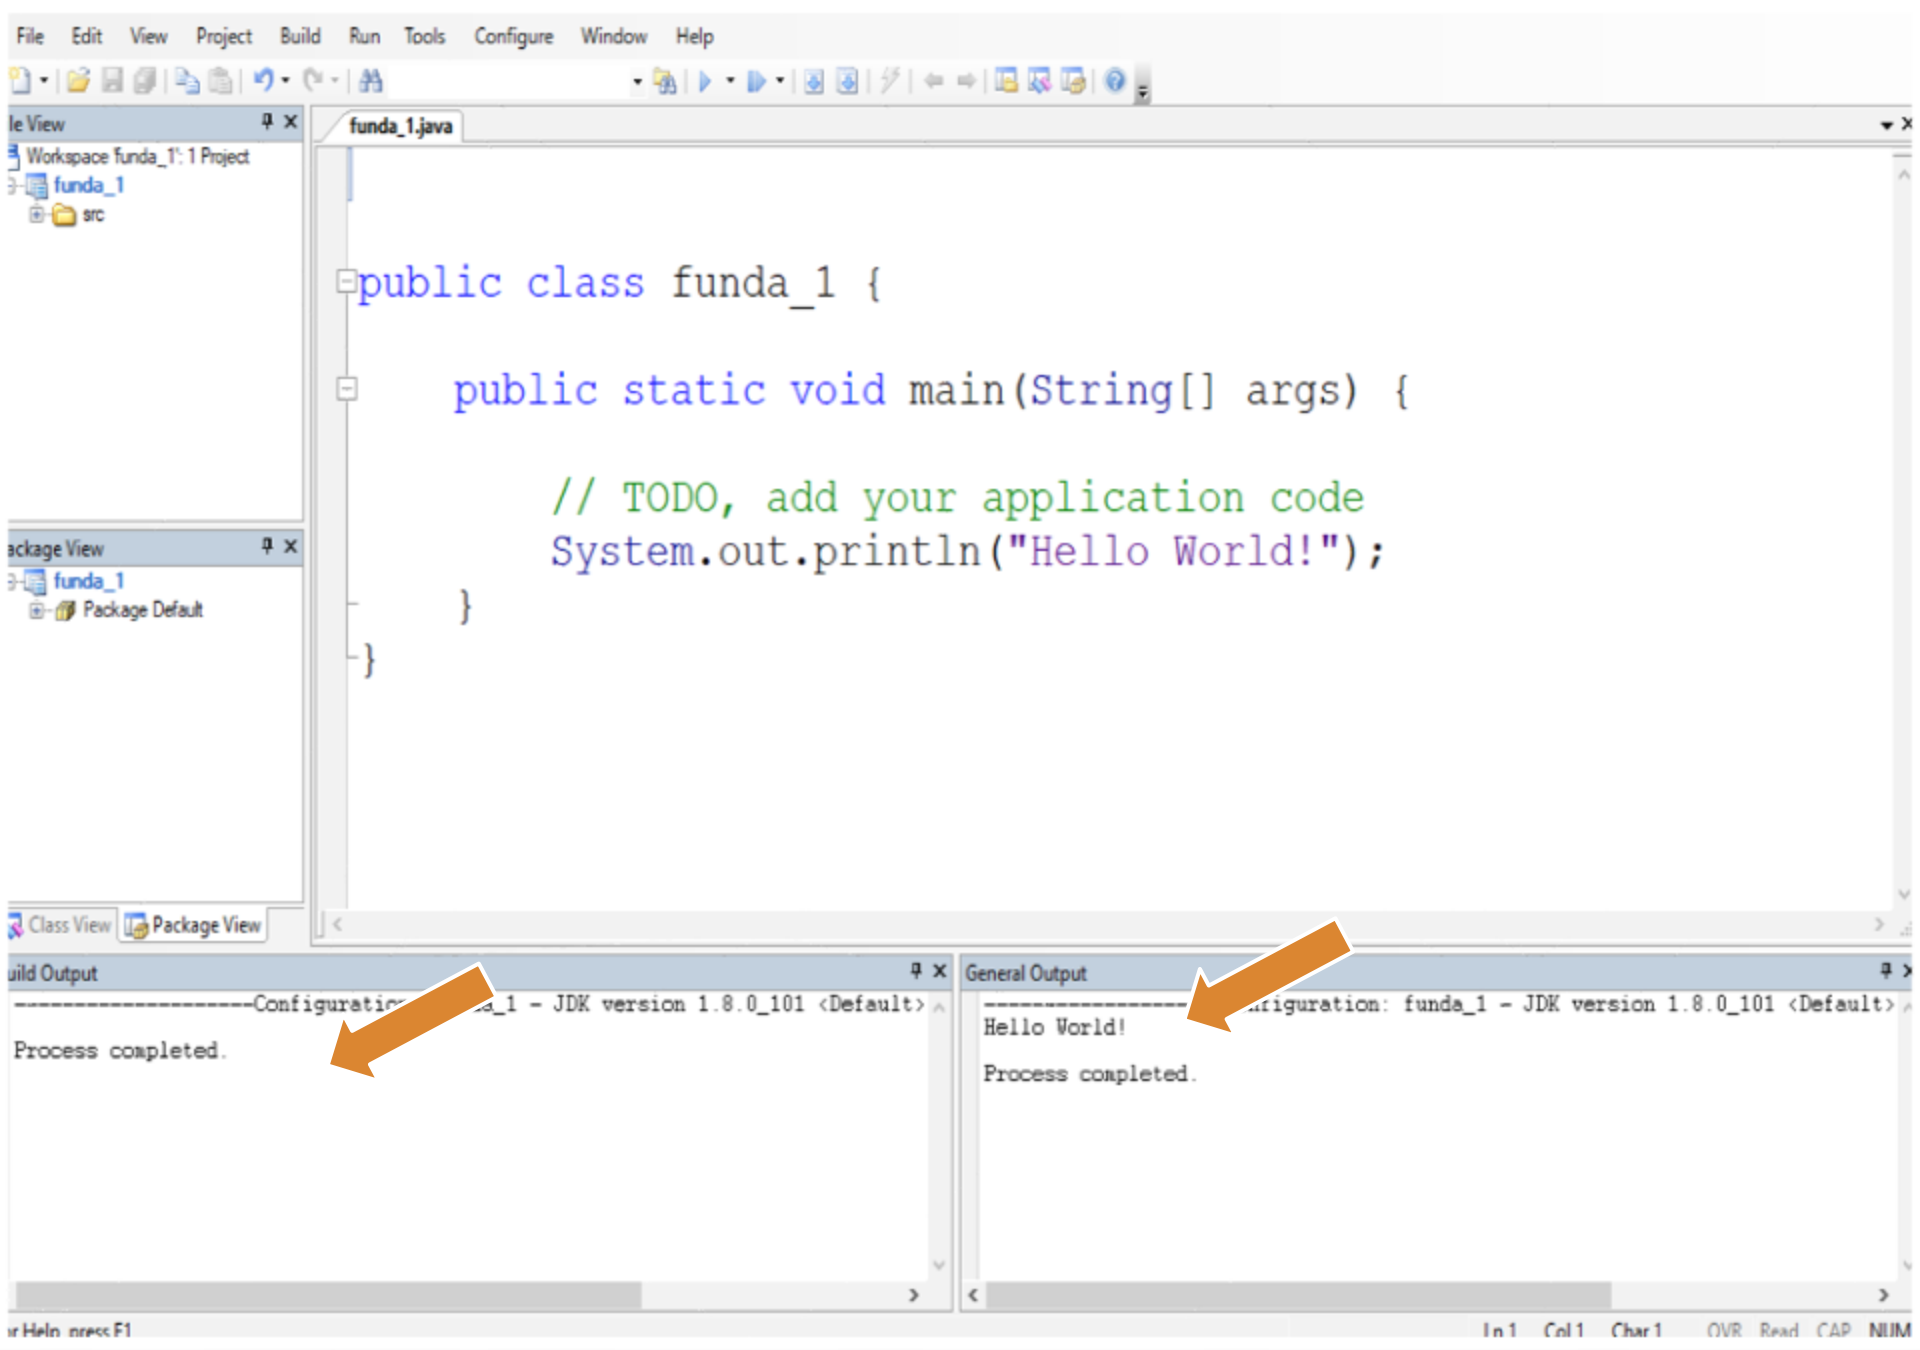 File Edit View Project Build Run Tools Configure Window Help
le View
funda_1.java
Workspace 'funda_1': 1 Project
funda_1
src
public class funda_1 {
public static void main(String[] args) {
// TODO, add your application code
System.out.println("Hello World!");
}
}
ackage View
funda_1
Package Default
Class View Package View
uild Output
--------------------Configuratio a_1 - JDK version 1.8.0_101 <Default>
Process completed.
General Output
----------------- nfiguration: funda_1 - JDK version 1.8.0_101 <Default>
Hello World!
Process completed.
or Help, press F1
Ln 1 Col 1 Char 1 OVR Read CAP NUM